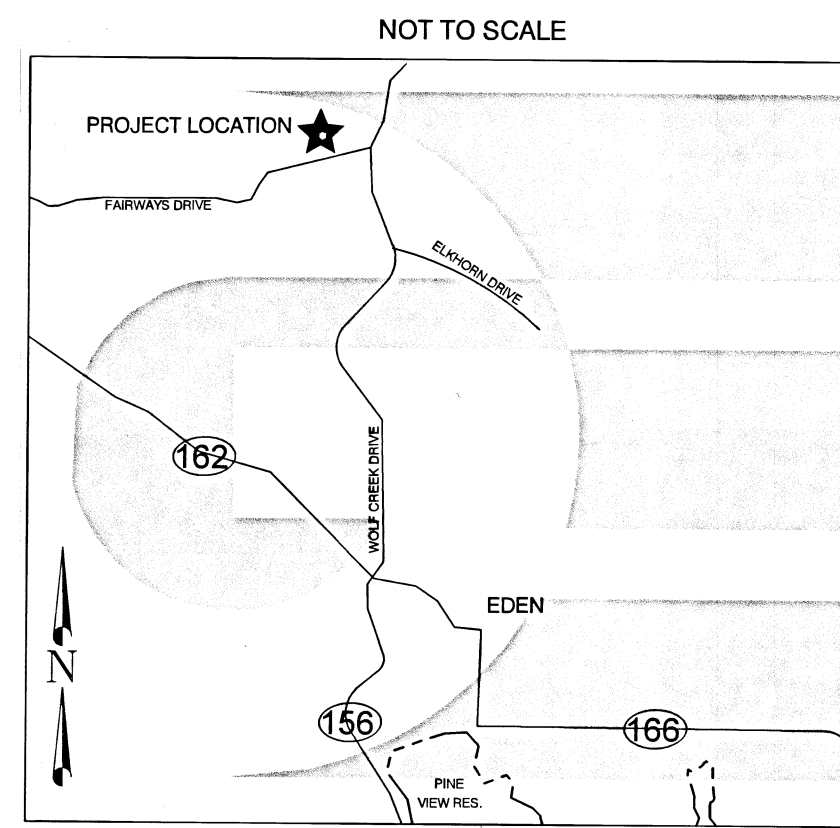 NOT TO SCALE
PROJECT LOCATION
FAIRWAYS DRIVE
ELKHORN DRIVE
162
WOLF CREEK DRIVE
EDEN
N
156
166
PINE
VIEW RES.